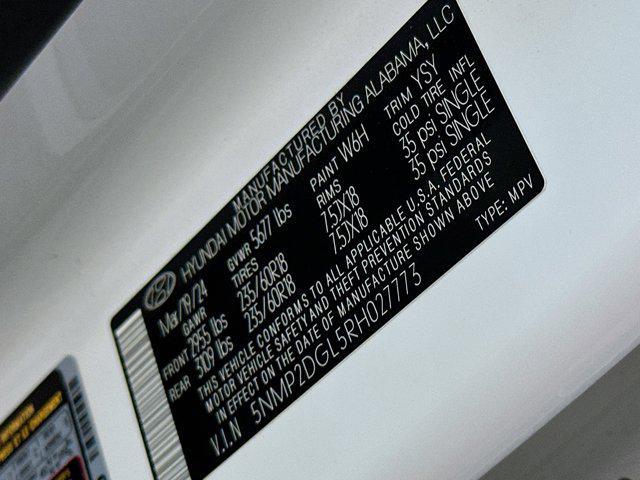 MANUFACTURED BY
HYUNDAI MOTOR MANUFACTURING ALABAMA, LLC
Mar/19/24 GVWR 5677 lbs PAINT W6H TRIM YSY
GAWR TIRES RIMS COLD TIRE INFL
FRONT 2955 lbs 235/60R18 7.5JX18 35 psi SINGLE
REAR 3109 lbs 235/60R18 7.5JX18 35 psi SINGLE
THIS VEHICLE CONFORMS TO ALL APPLICABLE U.S.A. FEDERAL
MOTOR VEHICLE SAFETY AND THEFT PREVENTION STANDARDS
IN EFFECT ON THE DATE OF MANUFACTURE SHOWN ABOVE
V.I.N 5NMP2DGL5RH027773 TYPE: MPV